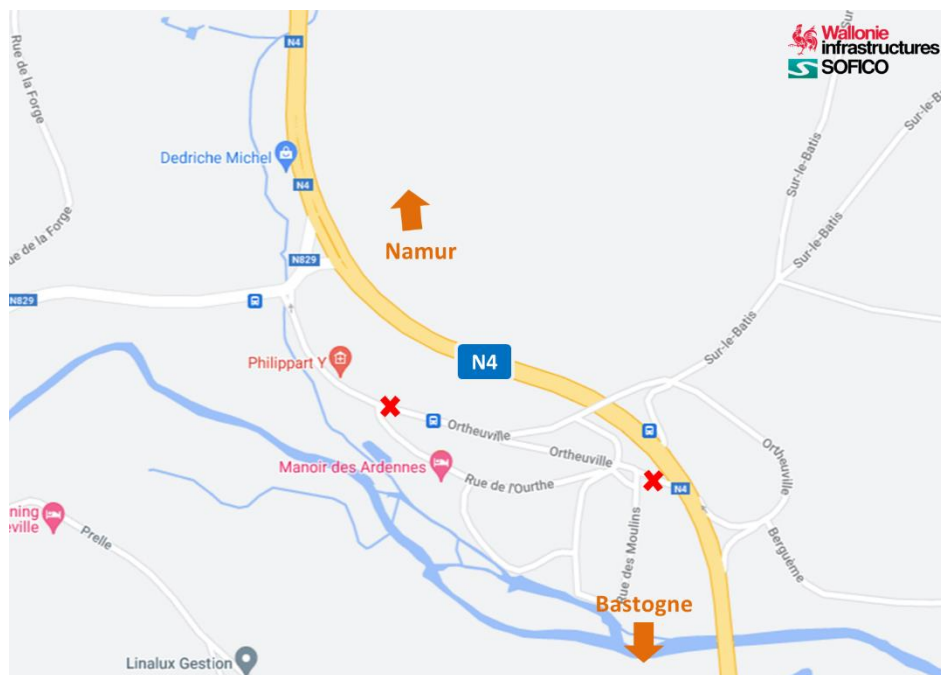 N4
Sur
Wallonie
infrastructures
SOFICO
Rue de la Forge
Sur-le-Batis
Dedriche Michel
N4
Sur-le-Batis
ue de la Forge
Namur
Sur-le-Batis
N829
N829
Sur-le-Batis
Philippart Y
N4
Ortheuville
Ortheuville
Ortheuville
Manoir des Ardennes
Rue de l'Ourthe
N4
ning
eville
Prelle
Rue des Moulins
Berguème
Bastogne
Linalux Gestion